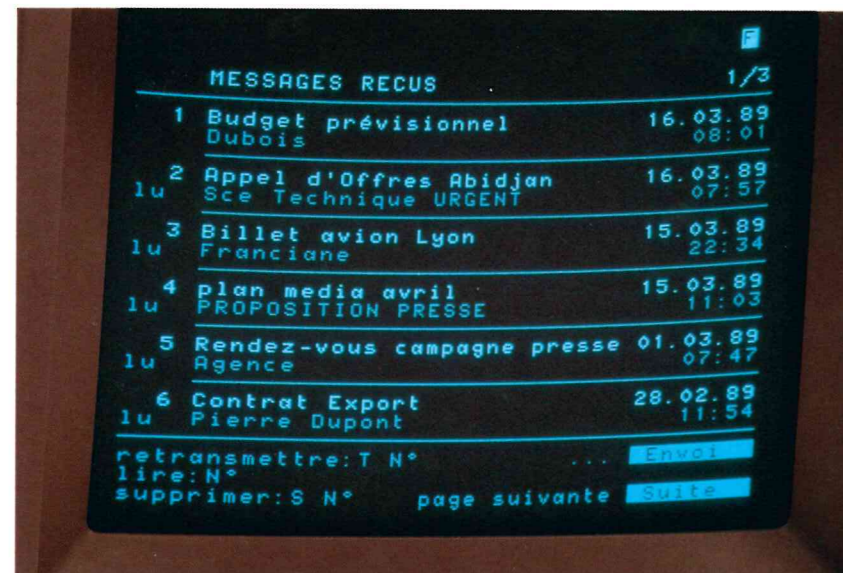 F
MESSAGES RECUS 1/3
1 Budget prévisionnel 16.03.89
Dubois 08:01
2 Appel d'Offres Abidjan 16.03.89
lu Sce Technique URGENT 07:57
3 Billet avion Lyon 15.03.89
lu Franciane 22:34
4 plan media avril 15.03.89
lu PROPOSITION PRESSE 11:03
5 Rendez-vous campagne presse 01.03.89
lu Agence 07:47
6 Contrat Export 28.02.89
lu Pierre Dupont 11:54
retransmettre:T N° ... Envoi
lire:N°
supprimer:S N° page suivante Suite